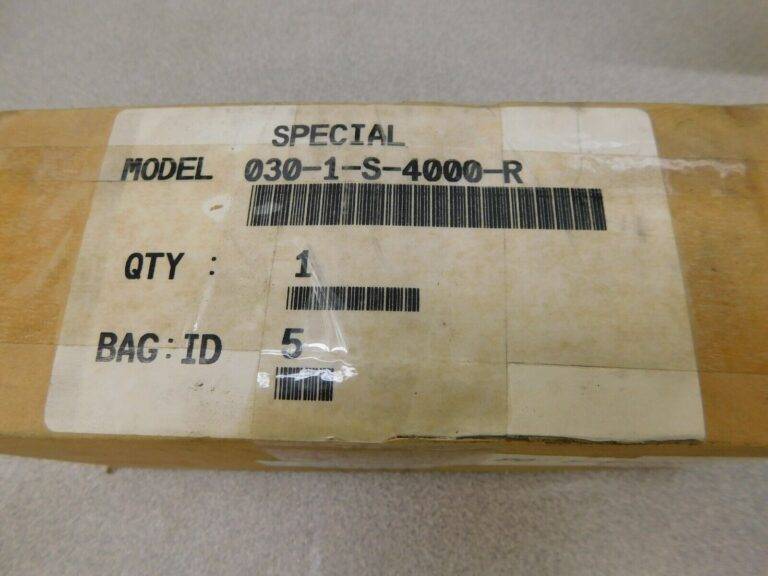 SPECIAL
MODEL 030-1-S-4000-R
QTY : 1
BAG:ID 5